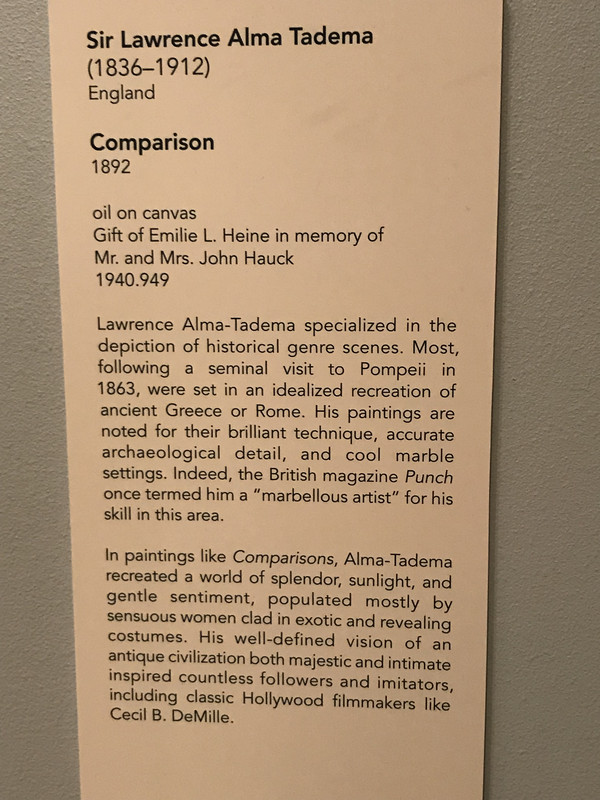 Sir Lawrence Alma Tadema
(1836–1912)
England
Comparison
1892
oil on canvas
Gift of Emilie L. Heine in memory of
Mr. and Mrs. John Hauck
1940.949
Lawrence Alma-Tadema specialized in the
depiction of historical genre scenes. Most,
following a seminal visit to Pompeii in
1863, were set in an idealized recreation of
ancient Greece or Rome. His paintings are
noted for their brilliant technique, accurate
archaeological detail, and cool marble
settings. Indeed, the British magazine Punch
once termed him a “marbellous artist” for his
skill in this area.
In paintings like Comparisons, Alma-Tadema
recreated a world of splendor, sunlight, and
gentle sentiment, populated mostly by
sensuous women clad in exotic and revealing
costumes. His well-defined vision of an
antique civilization both majestic and intimate
inspired countless followers and imitators,
including classic Hollywood filmmakers like
Cecil B. DeMille.